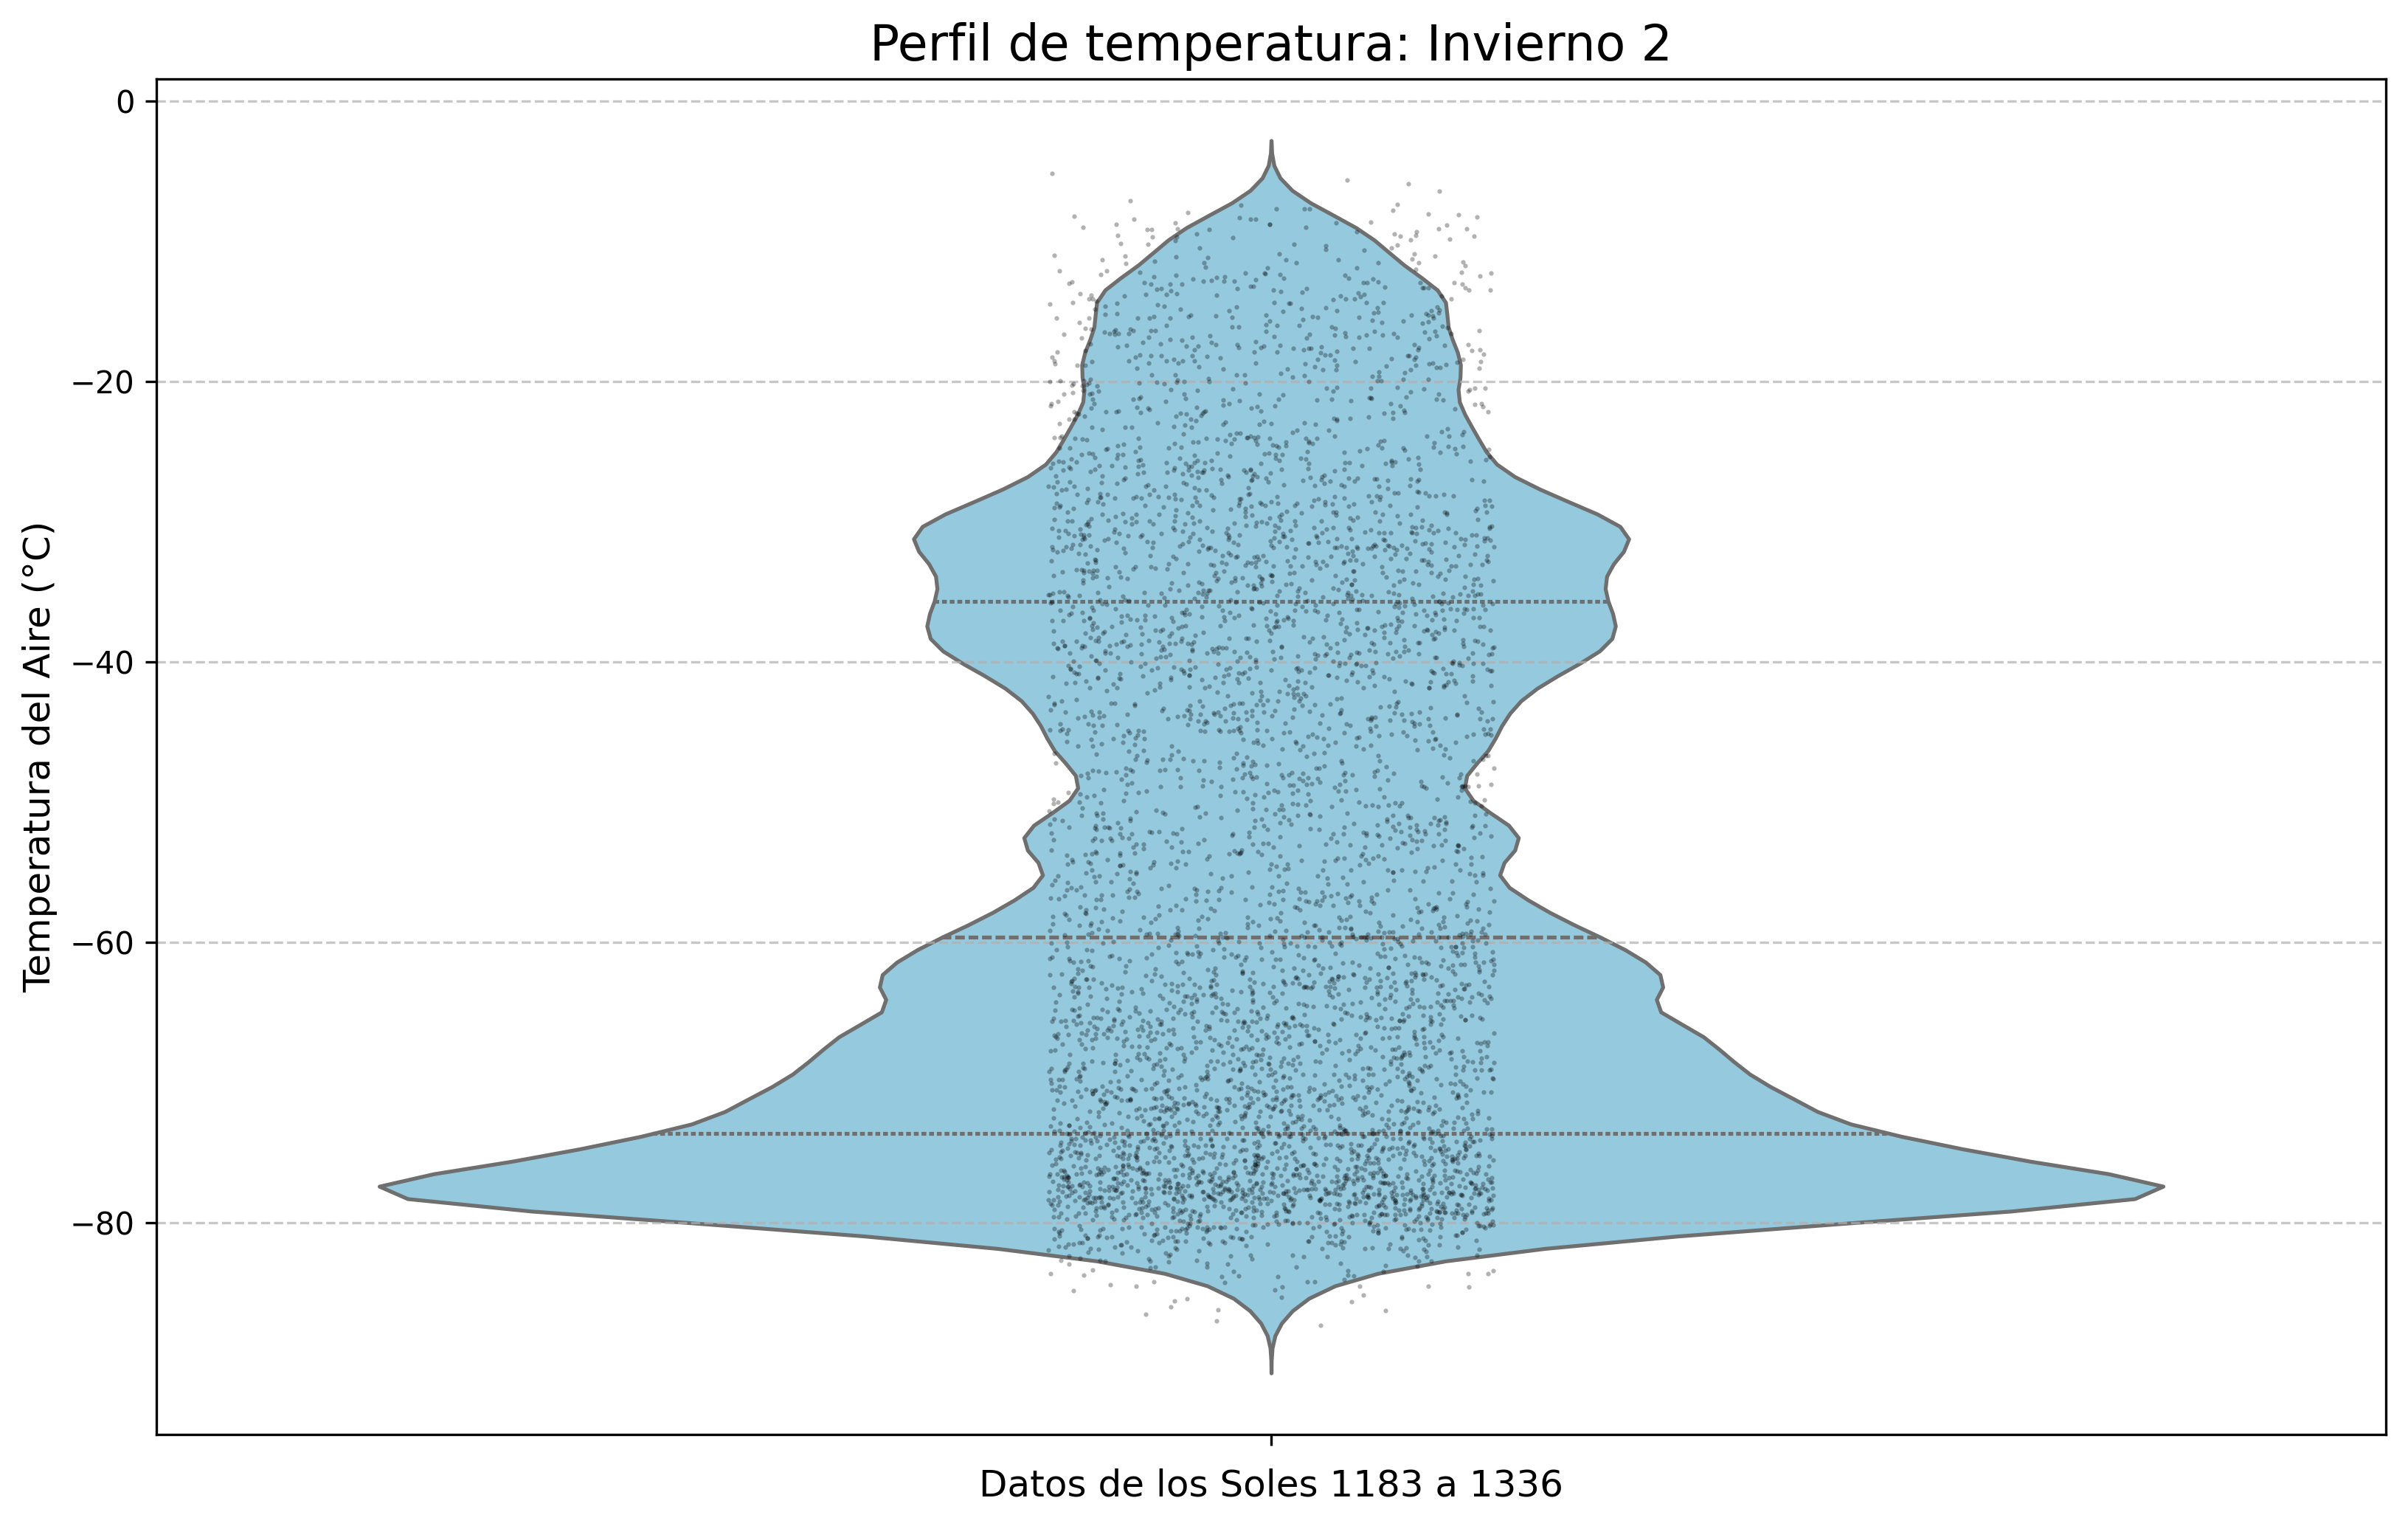 Perfil de temperatura: Invierno 2
Temperatura del Aire (°C)
0
−20
−40
−60
−80
Datos de los Soles 1183 a 1336